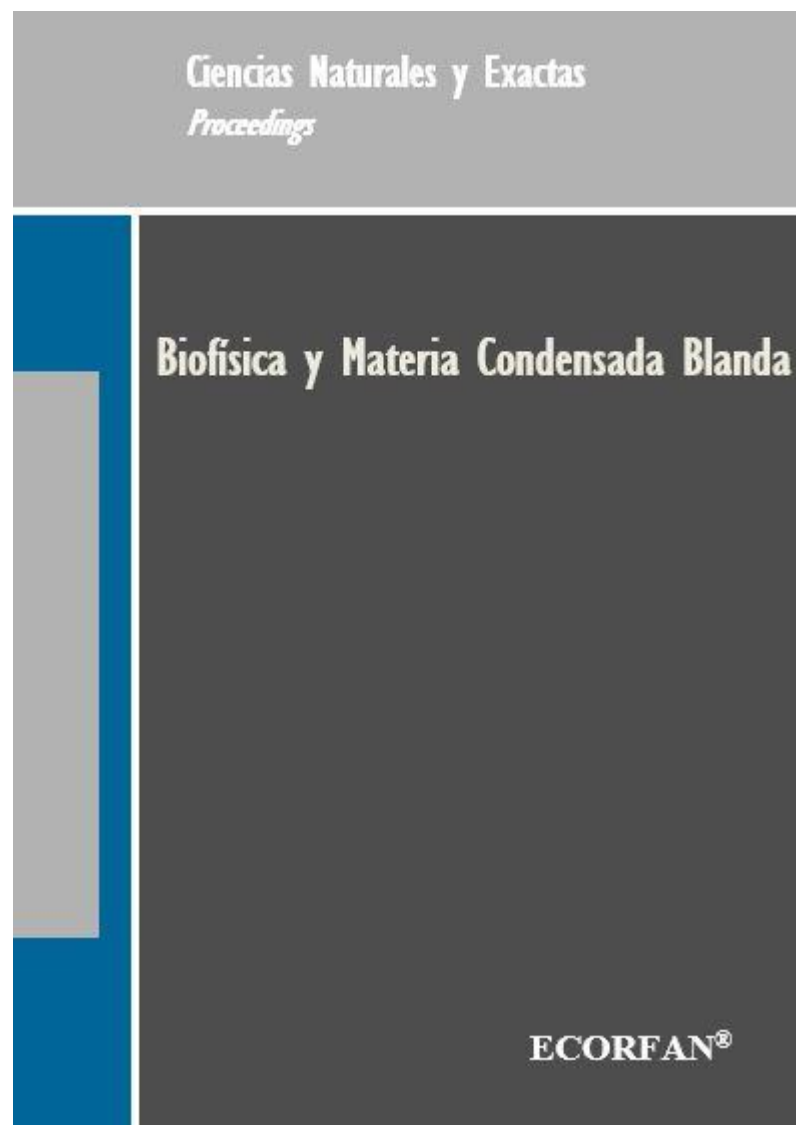 Ciencias Naturales y Exactas
Proceedings
Biofísica y Materia Condensada Blanda
ECORFAN®